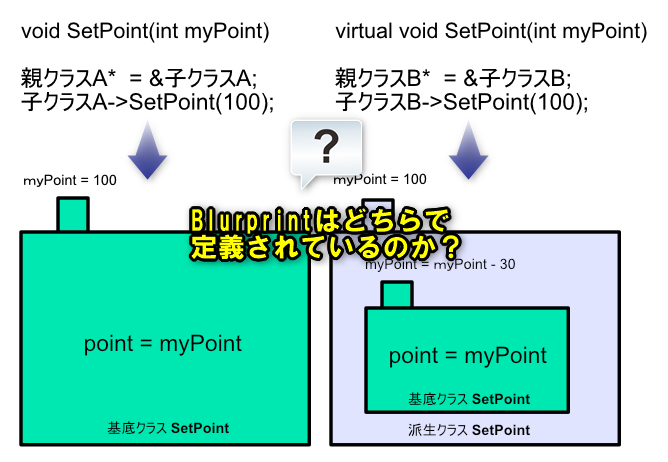 void SetPoint(int myPoint)
親クラスA* = &子クラスA;
子クラスA->SetPoint(100);
virtual void SetPoint(int myPoint)
親クラスB* = &子クラスB;
子クラスB->SetPoint(100);
?
myPoint = 100
myPoint = 100
Blurprintはどちらで
定義されているのか？
myPoint = myPoint - 30
point = myPoint
point = myPoint
基底クラス SetPoint
基底クラス SetPoint
派生クラス SetPoint